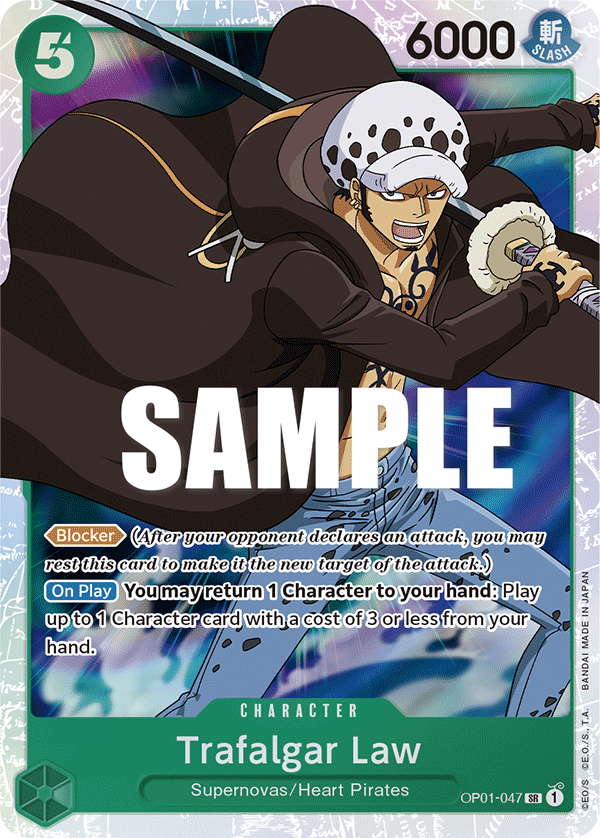 5
6000
斬
SLASH
SAMPLE
Blocker (After your opponent declares an attack, you may
rest this card to make it the new target of the attack.)
On Play You may return 1 Character to your hand: Play
up to 1 Character card with a cost of 3 or less from your
hand.
CHARACTER
Trafalgar Law
Supernovas/Heart Pirates
OP01-047 SR 1
©E.O./S ©E.O./S., T.A. BANDAI MADE IN JAPAN